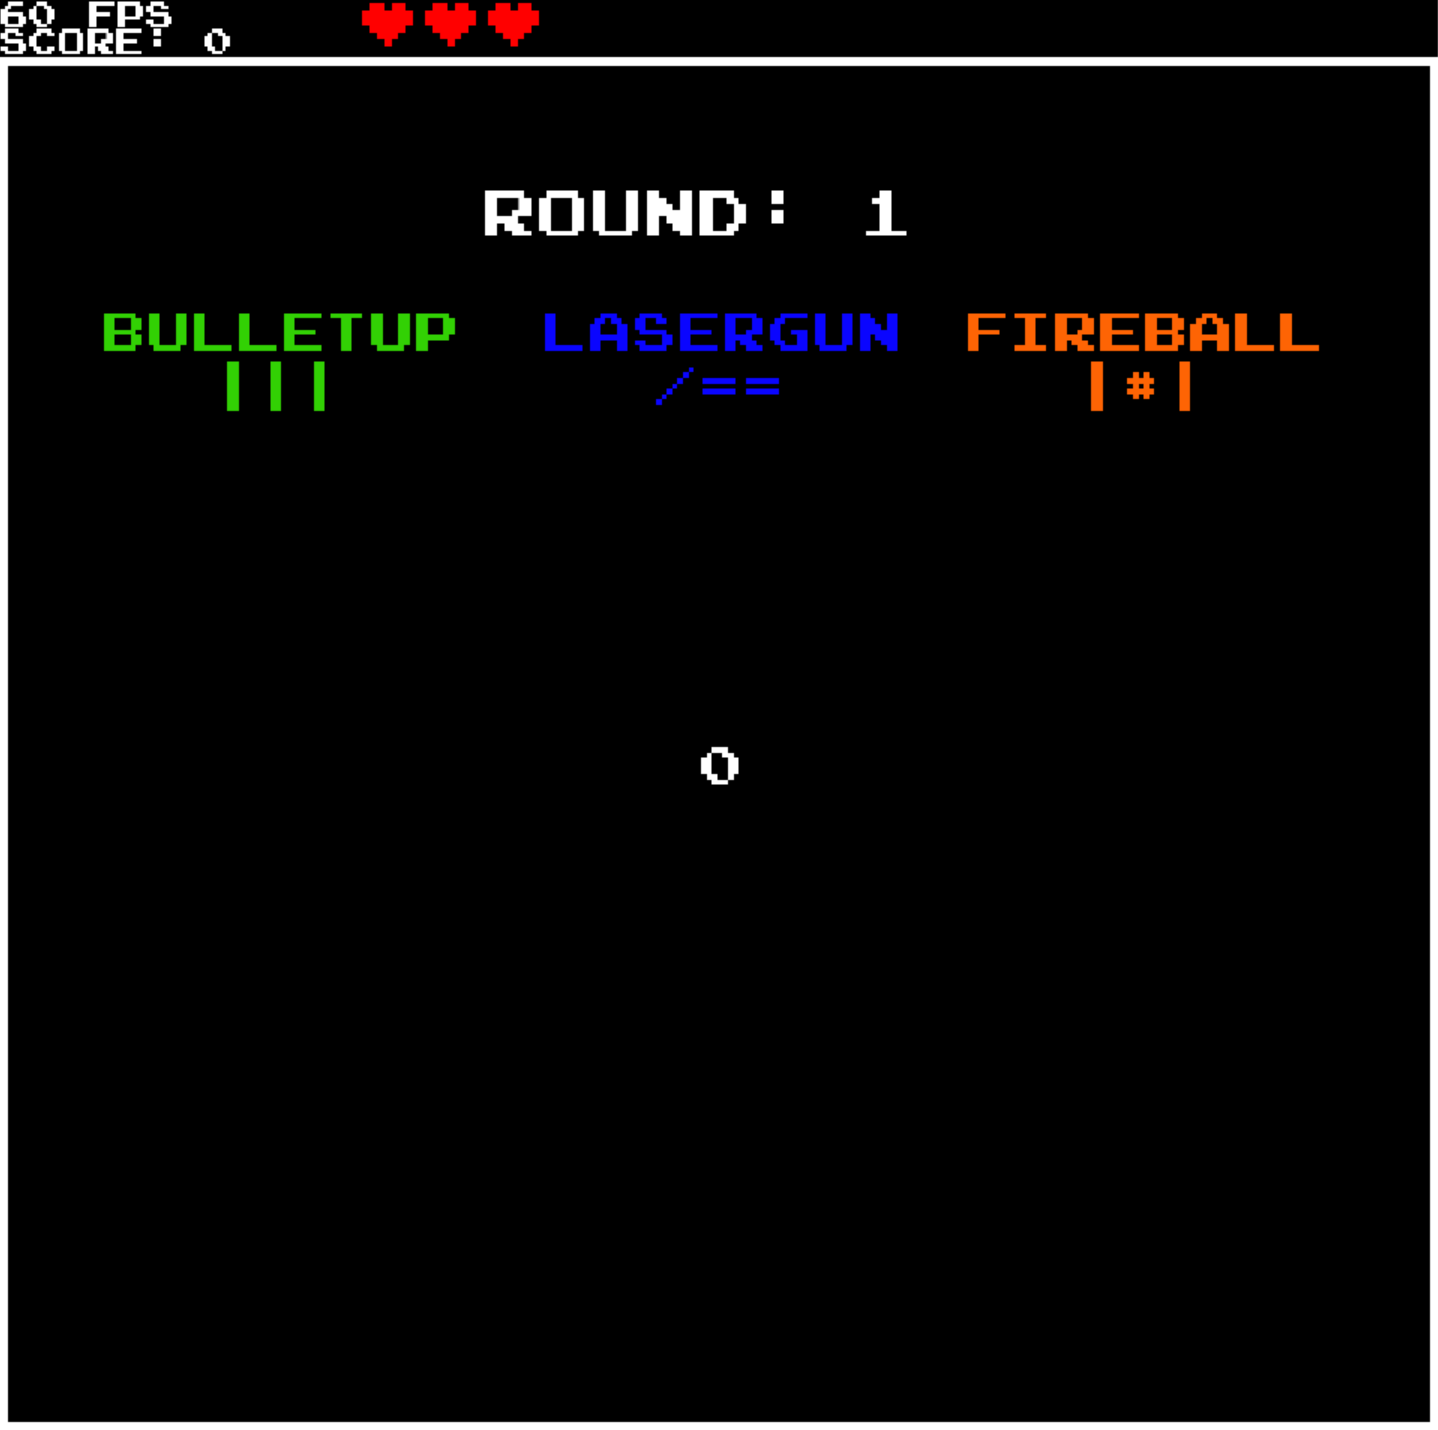 60 FPS
SCORE: 0
ROUND: 1
BULLETUP LASERGUN FIREBALL
||| /== |#|
0